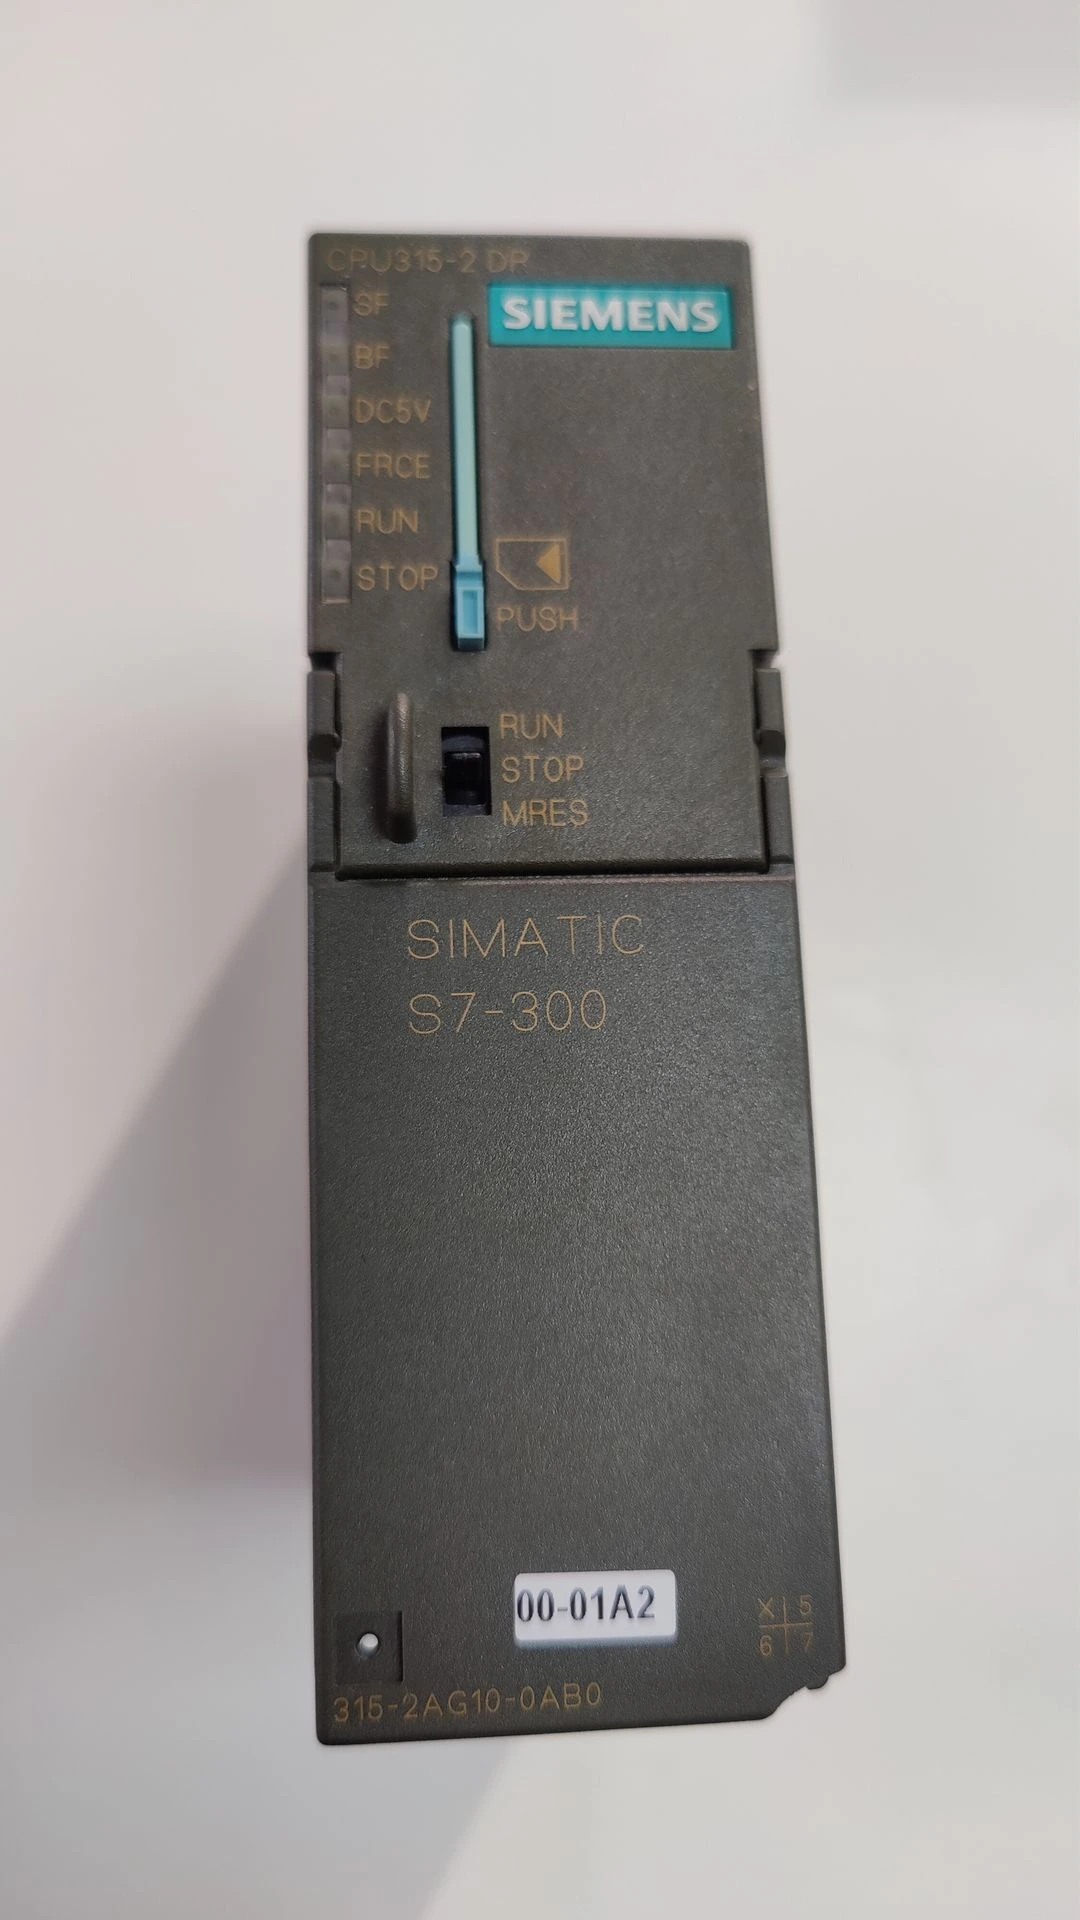 CPU315-2 DP
SIEMENS
SF
BF
DC5V
FRCE
RUN
STOP
PUSH
RUN
STOP
MRES
SIMATIC
S7-300
00-01A2
X 5
6 7
315-2AG10-0AB0